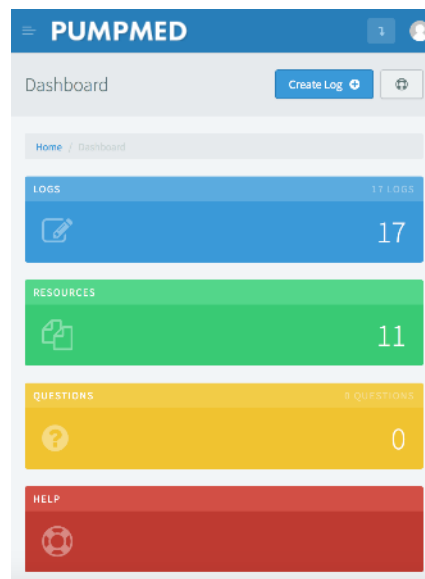 PUMPMED
Dashboard
Create Log
Home / Dashboard
LOGS 17 LOGS
17
RESOURCES
11
QUESTIONS 0 QUESTIONS
0
HELP